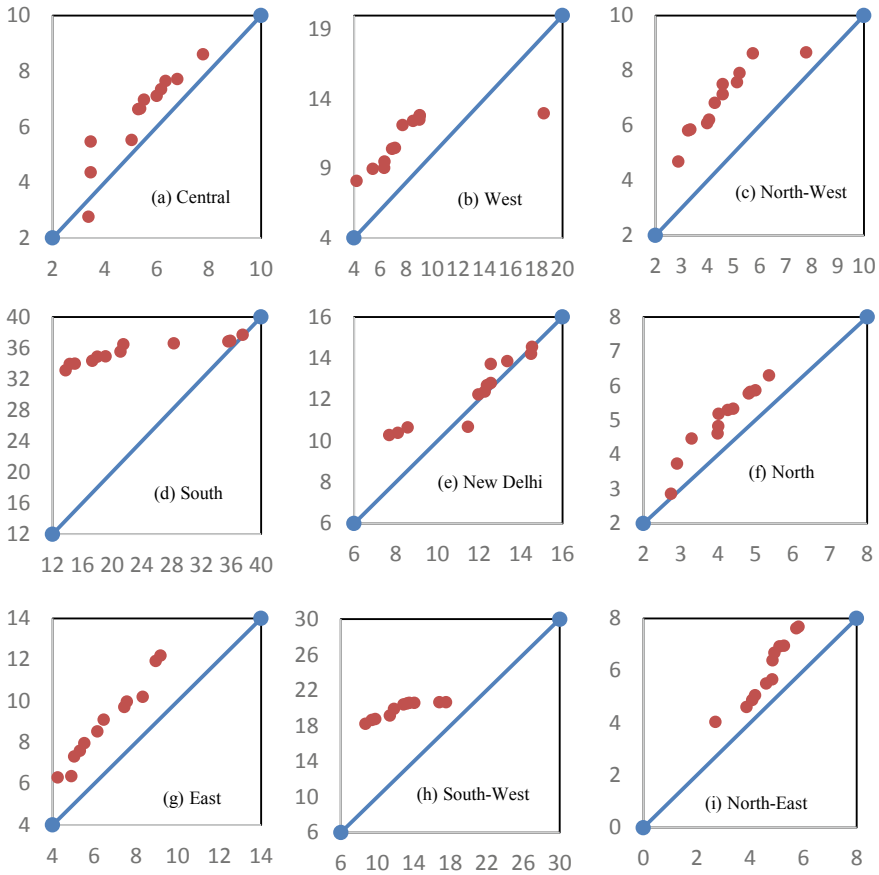 10
8
6
4
2
2 4 6 8 10
(a) Central
19
14
9
4
4 6 8 10 12 14 16 18 20
(b) West
10
8
6
4
2
2 3 4 5 6 7 8 9 10
(c) North-West
40
36
32
28
24
20
16
12
12 16 20 24 28 32 36 40
(d) South
16
14
12
10
8
6
6 8 10 12 14 16
(e) New Delhi
8
7
6
5
4
3
2
2 3 4 5 6 7 8
(f) North
14
12
10
8
6
4
4 6 8 10 12 14
(g) East
30
26
22
18
14
10
6
6 10 14 18 22 26 30
(h) South-West
8
6
4
2
0
0 2 4 6 8
(i) North-East